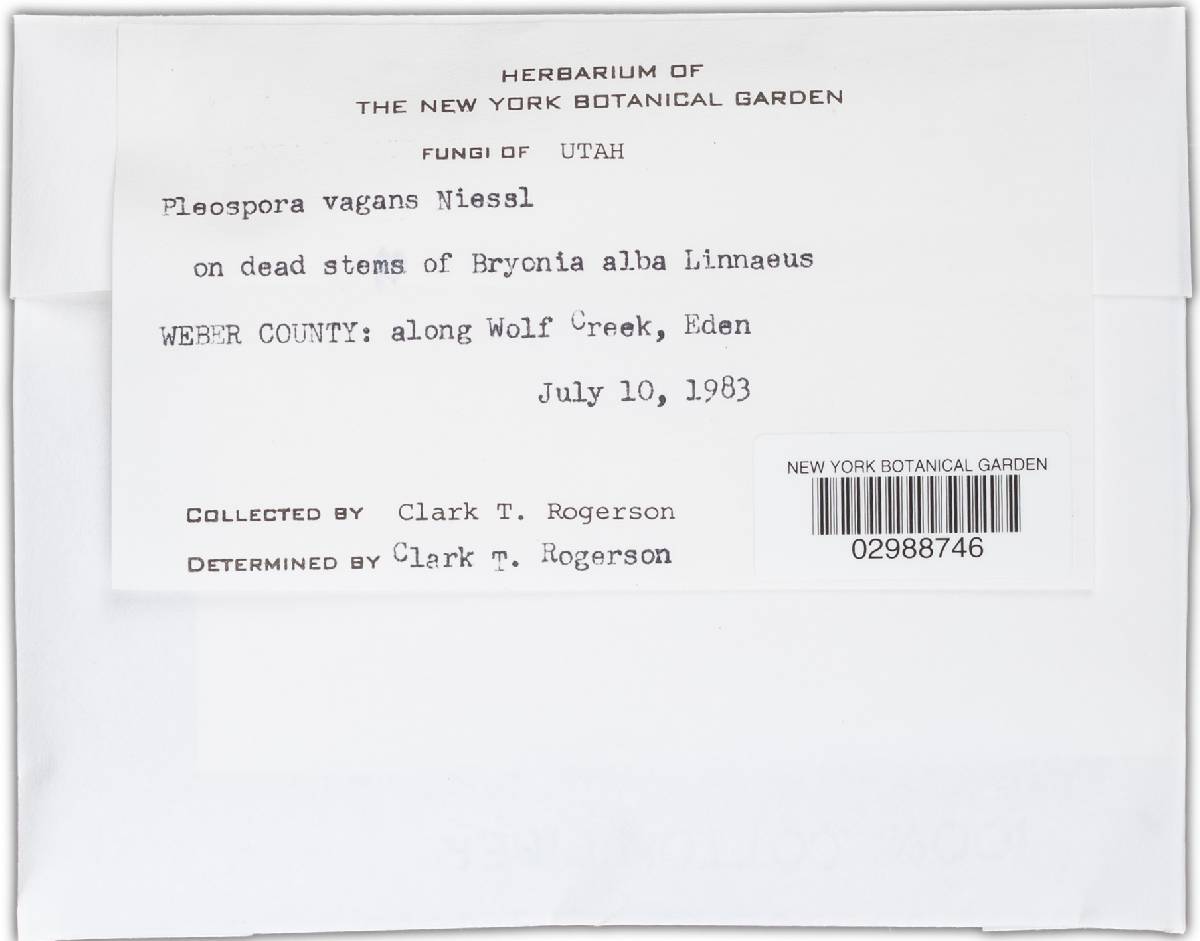 HERBARIUM OF
THE NEW YORK BOTANICAL GARDEN
FUNGI OF UTAH
Pleospora vagans Niessl
on dead stems of Bryonia alba Linnaeus
WEBER COUNTY: along Wolf Creek, Eden
July 10, 1983
COLLECTED BY Clark T. Rogerson
DETERMINED BY Clark T. Rogerson
NEW YORK BOTANICAL GARDEN
02988746